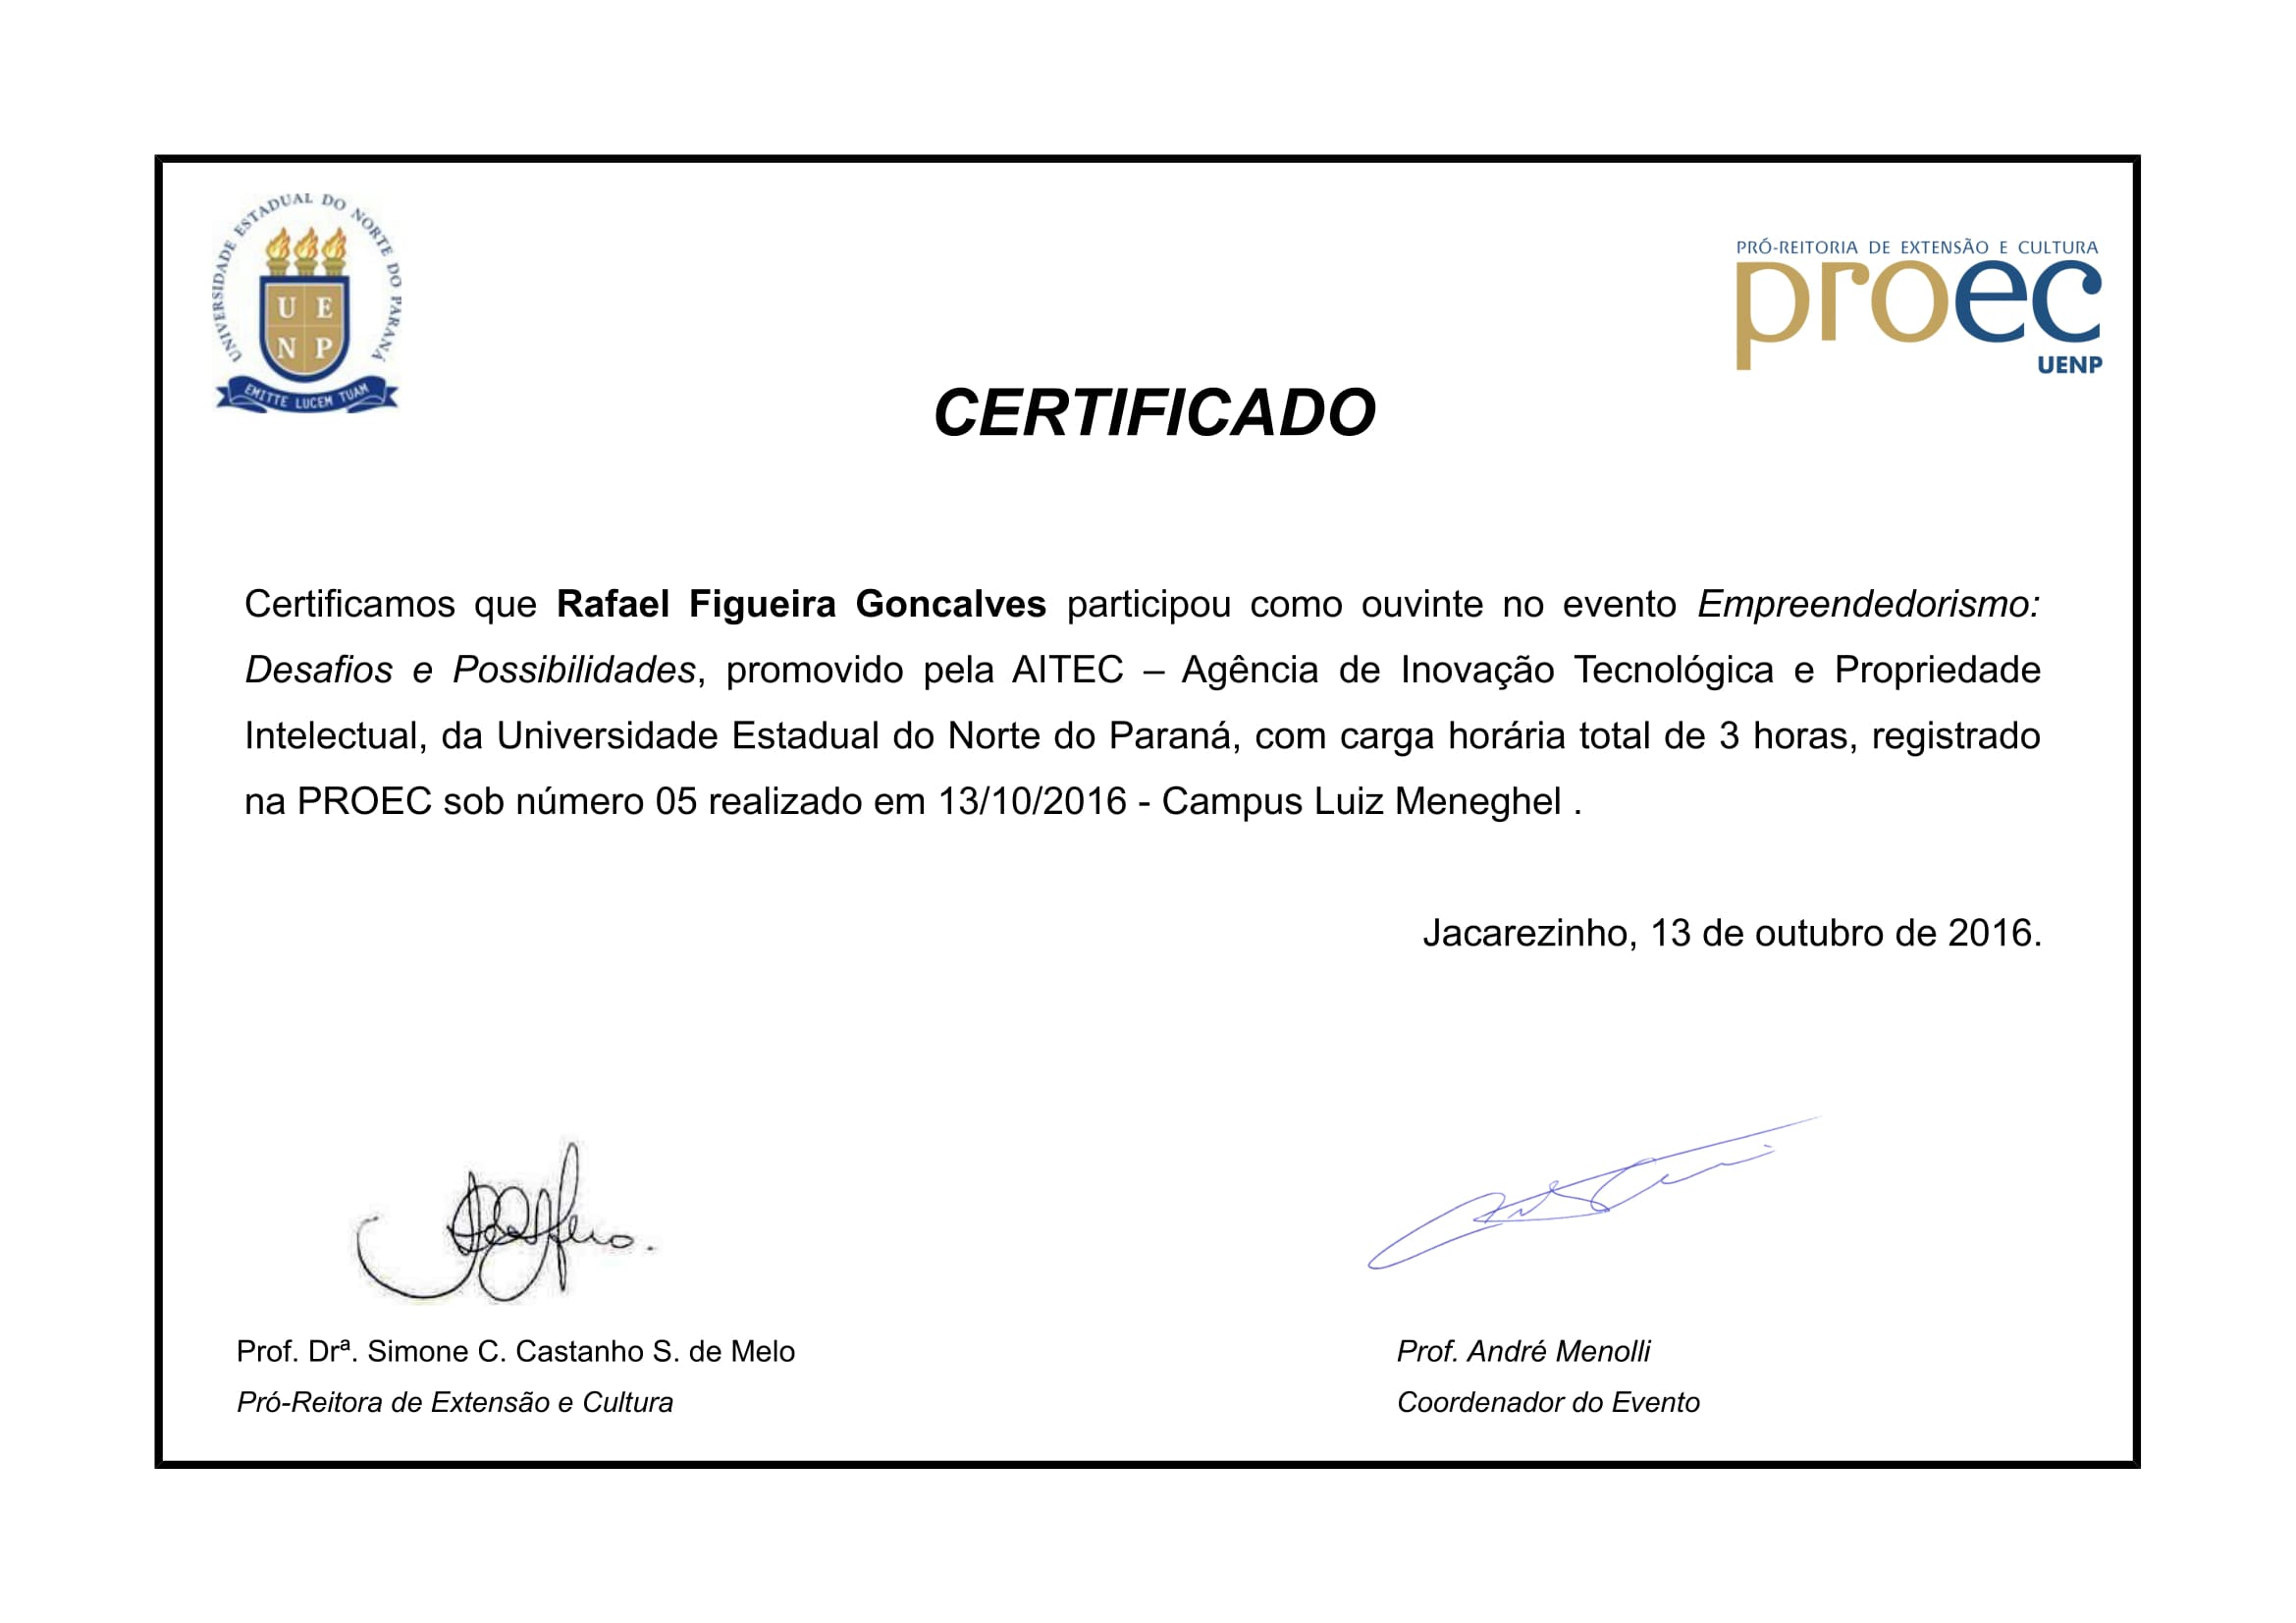 UNIVERSIDADE ESTADUAL DO NORTE DO PARANÁ
U E
N P
EMITTE LUCEM TUAM
PRÓ-REITORIA DE EXTENSÃO E CULTURA
proec
UENP
CERTIFICADO
Certificamos que Rafael Figueira Goncalves participou como ouvinte no evento Empreendedorismo:
Desafios e Possibilidades, promovido pela AITEC – Agência de Inovação Tecnológica e Propriedade
Intelectual, da Universidade Estadual do Norte do Paraná, com carga horária total de 3 horas, registrado
na PROEC sob número 05 realizado em 13/10/2016 - Campus Luiz Meneghel .
Jacarezinho, 13 de outubro de 2016.
Prof. Drª. Simone C. Castanho S. de Melo
Pró-Reitora de Extensão e Cultura
Prof. André Menolli
Coordenador do Evento